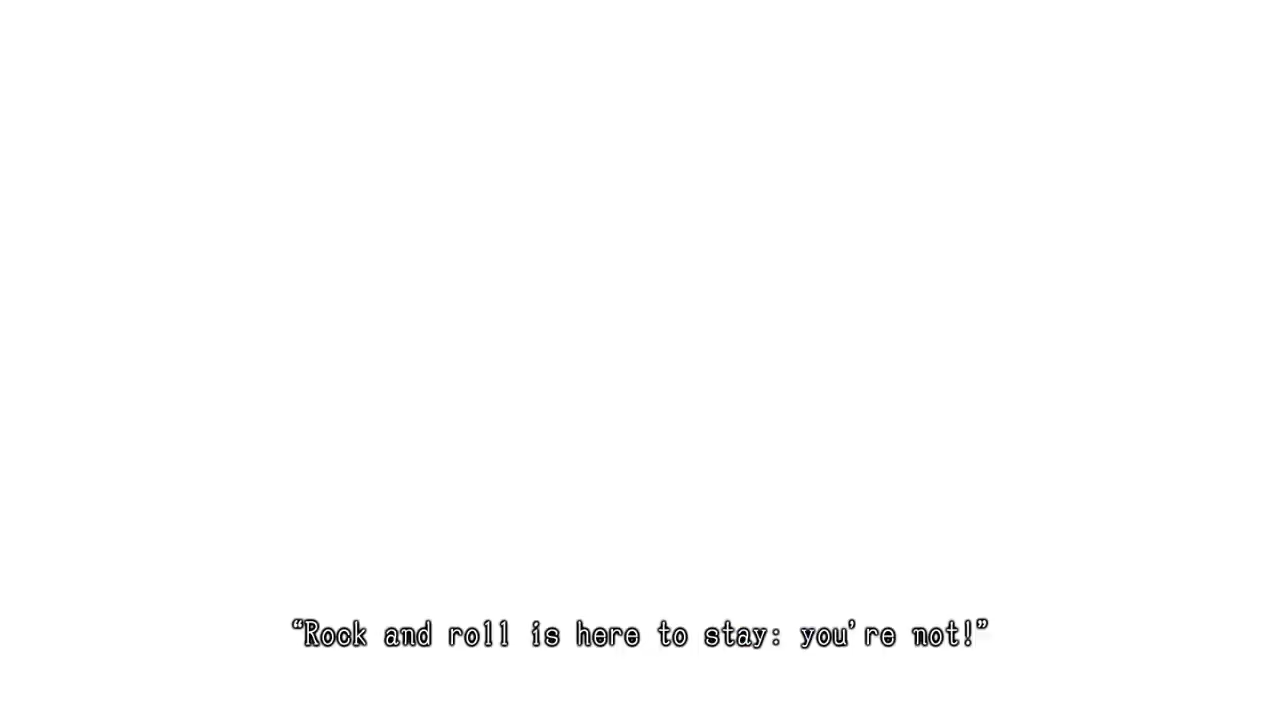 “Rock and roll is here to stay: you're not!”